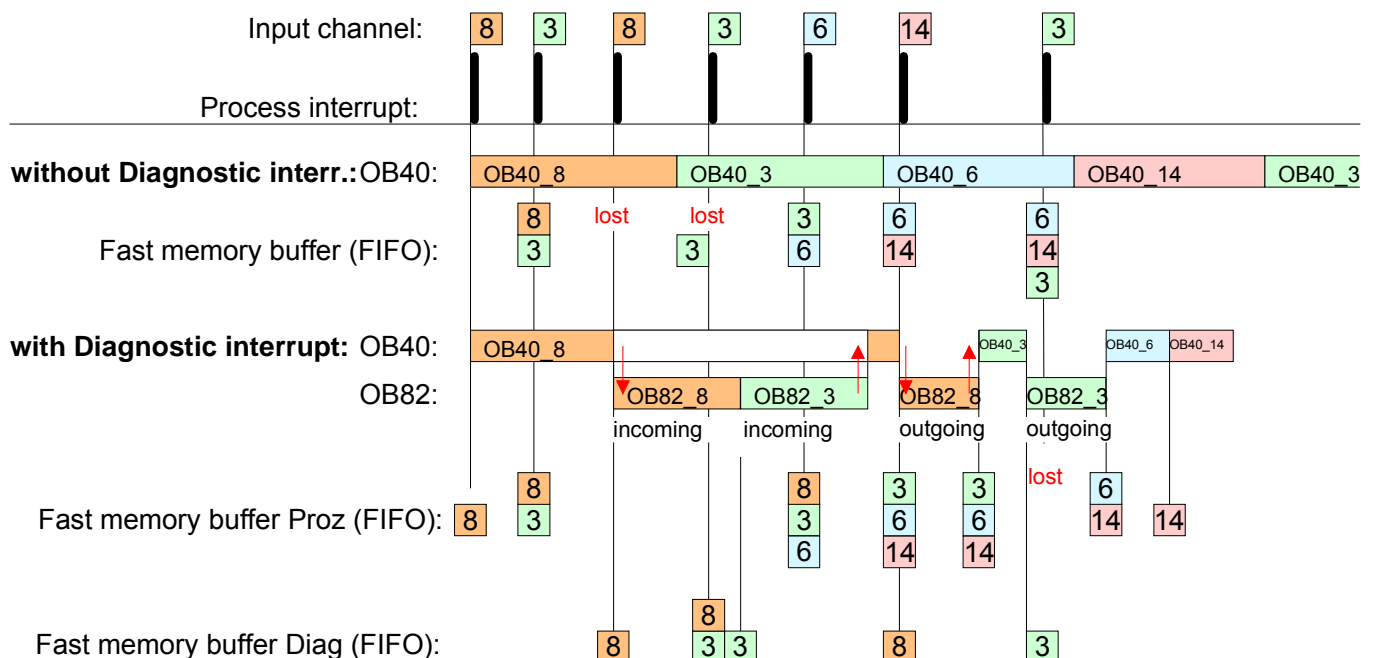 Input channel: 8 3 8 3 6 14 3
Process interrupt:
without Diagnostic interr.: OB40: OB40_8 OB40_3 OB40_6 OB40_14 OB40_3
8 lost lost 3 6 6
Fast memory buffer (FIFO): 3 3 6 14 14
3
with Diagnostic interrupt: OB40: OB40_8 OB40_3 OB40_6 OB40_14
OB82: OB82_8 OB82_3 OB82_8 OB82_3
incoming incoming outgoing outgoing
8 8 3 3 lost 6
Fast memory buffer Proz (FIFO): 8 3 3 6 6 14 14
6 14 14
8
Fast memory buffer Diag (FIFO): 8 3 3 8 3